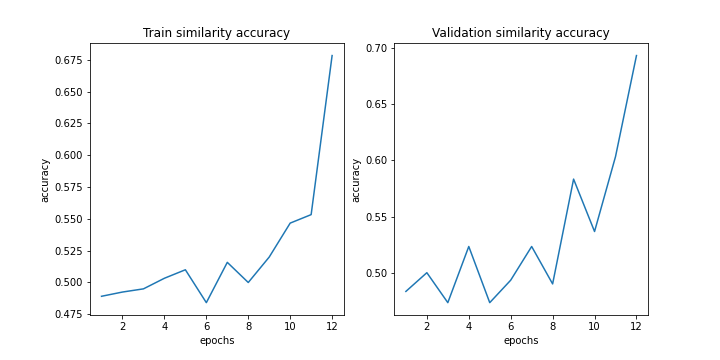 Train similarity accuracy
accuracy
0.675
0.650
0.625
0.600
0.575
0.550
0.525
0.500
0.475
2 4 6 8 10 12
epochs
Validation similarity accuracy
accuracy
0.70
0.65
0.60
0.55
0.50
2 4 6 8 10 12
epochs